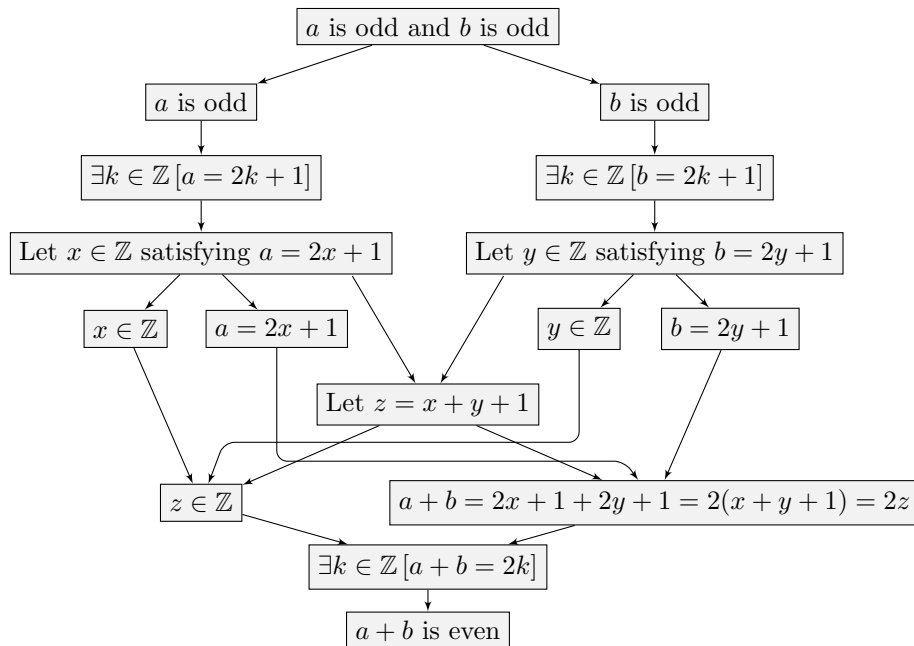 a is odd and b is odd
a is odd
b is odd
∃k ∈ ℤ [a = 2k + 1]
∃k ∈ ℤ [b = 2k + 1]
Let x ∈ ℤ satisfying a = 2x + 1
Let y ∈ ℤ satisfying b = 2y + 1
x ∈ ℤ
a = 2x + 1
y ∈ ℤ
b = 2y + 1
Let z = x + y + 1
z ∈ ℤ
a + b = 2x + 1 + 2y + 1 = 2(x + y + 1) = 2z
∃k ∈ ℤ [a + b = 2k]
a + b is even